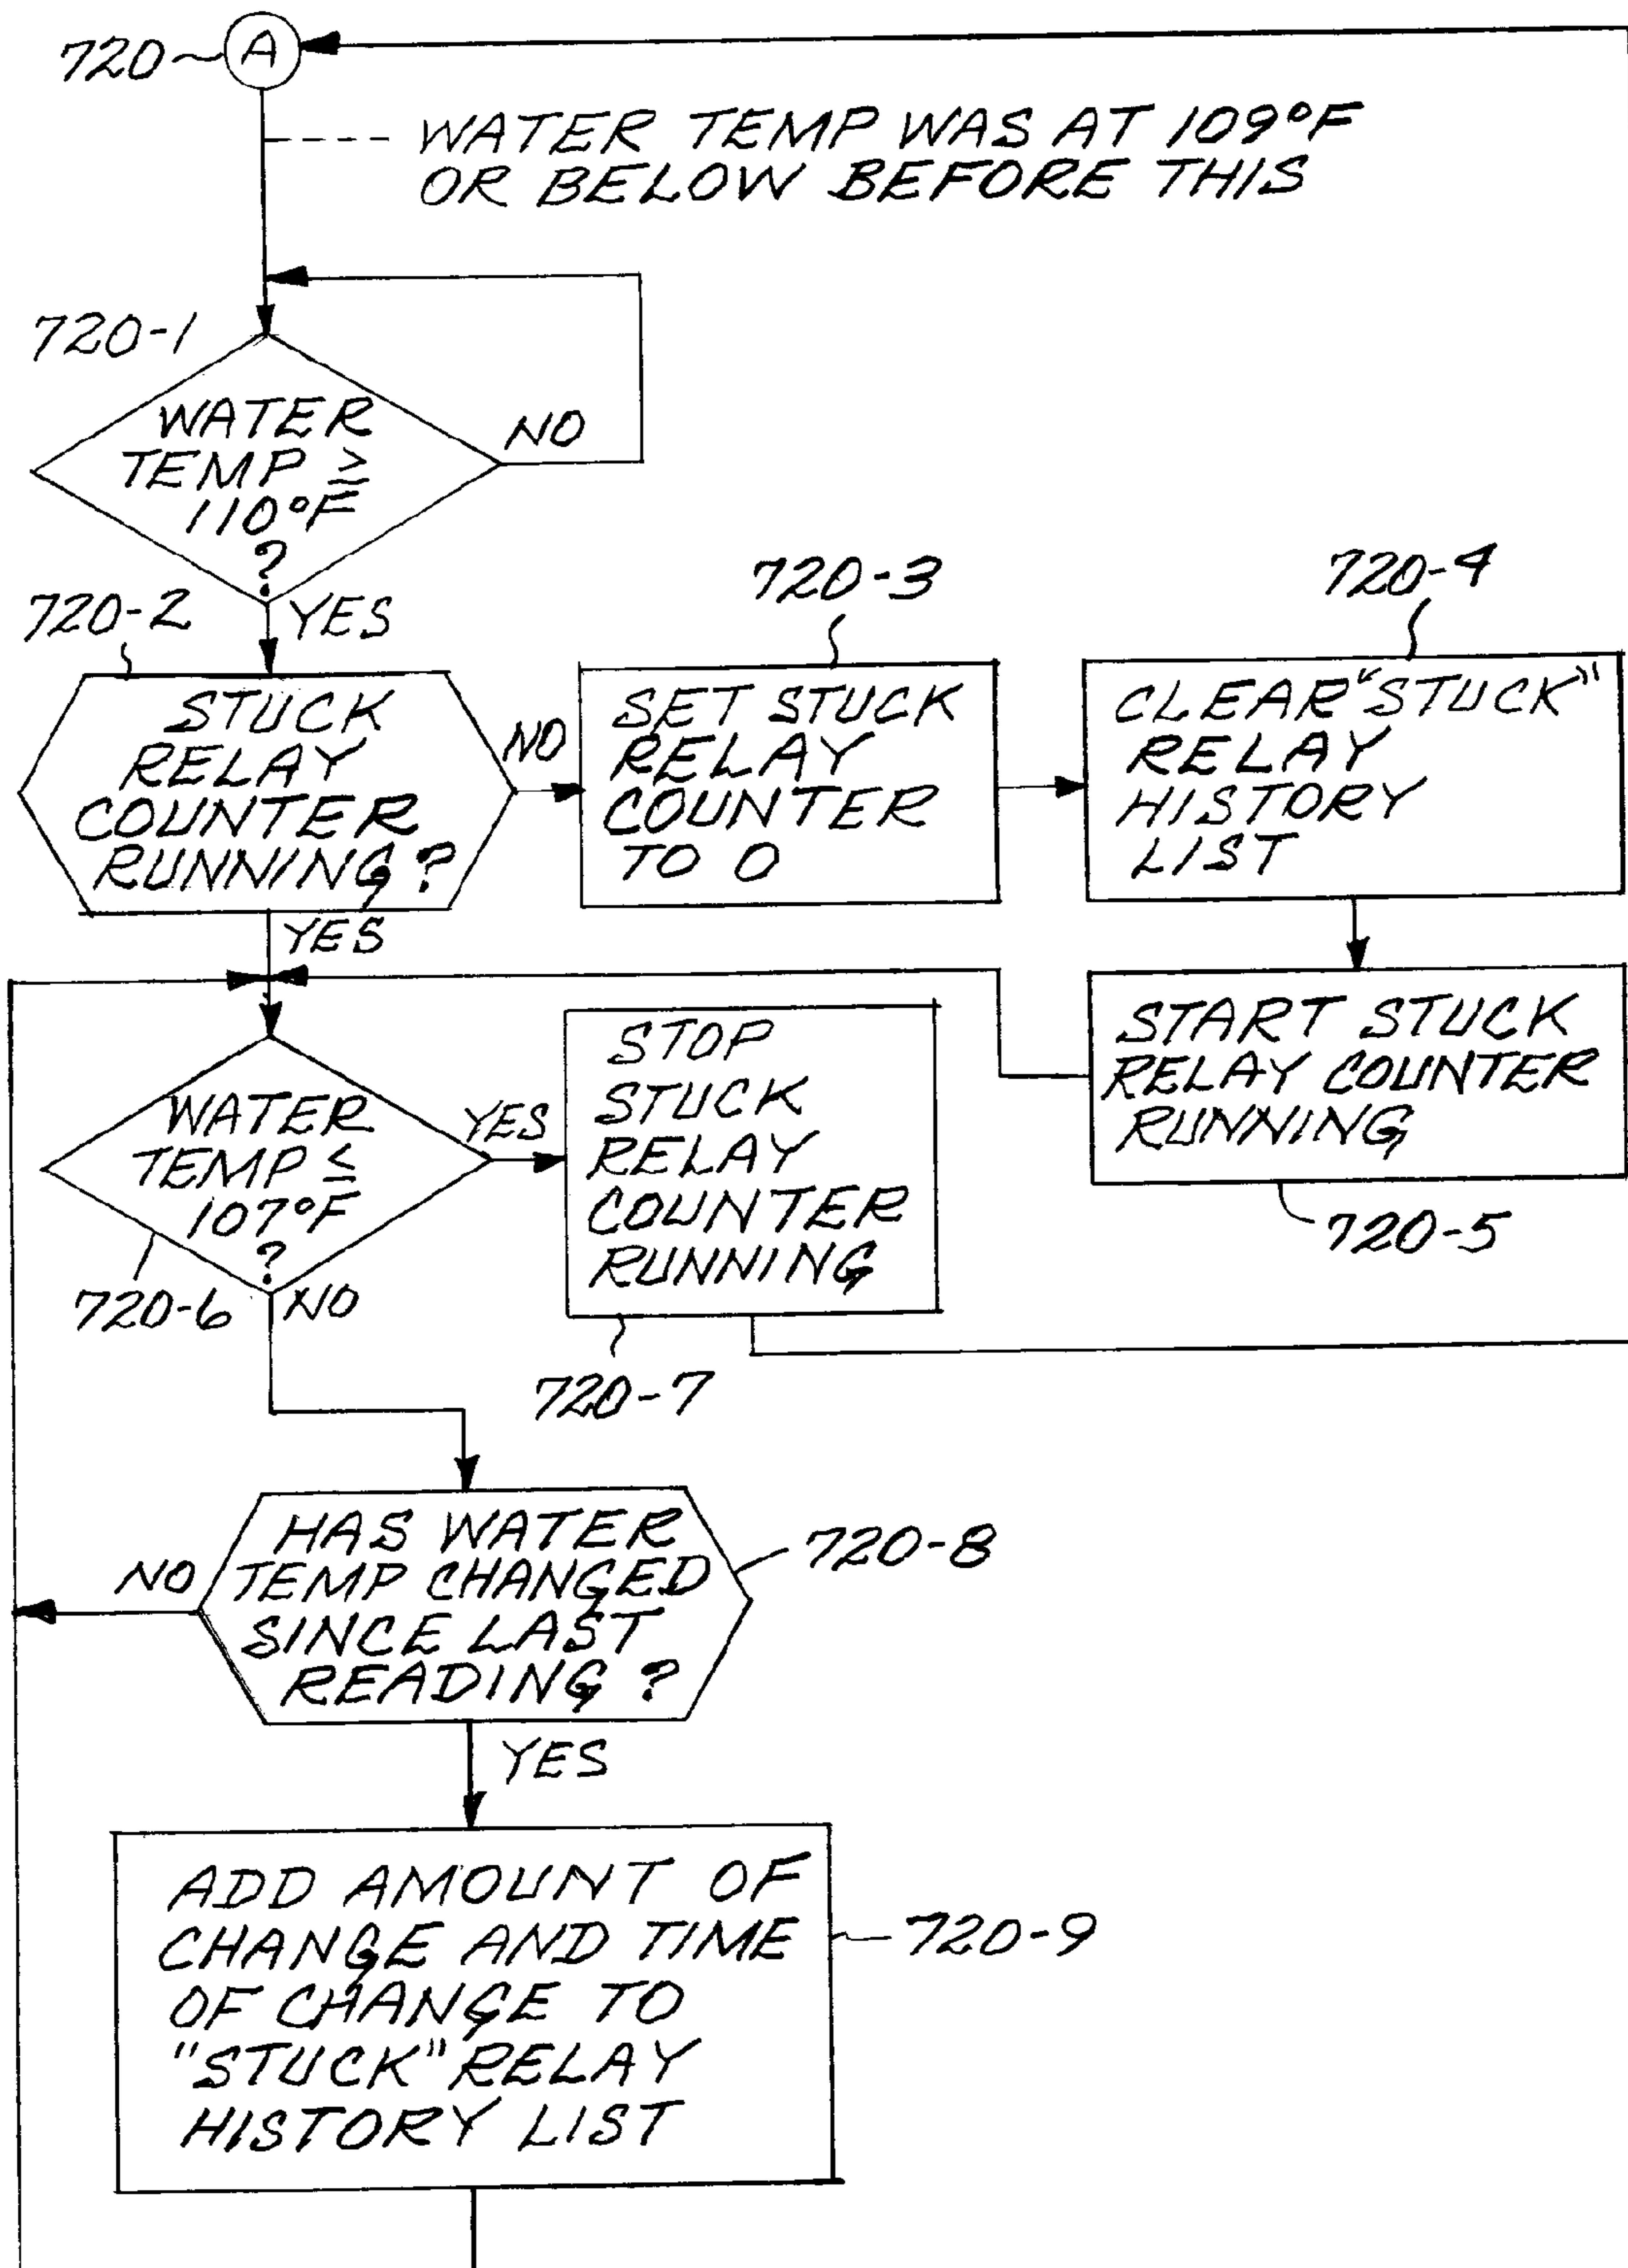 720
A
WATER TEMP WAS AT 109°F
OR BELOW BEFORE THIS
720-1
WATER
TEMP ≥
110°F
?
NO
YES
720-2
STUCK
RELAY
COUNTER
RUNNING?
NO
YES
720-3
SET STUCK
RELAY
COUNTER
TO 0
720-4
CLEAR "STUCK"
RELAY
HISTORY
LIST
START STUCK
RELAY COUNTER
RUNNING
720-5
WATER
TEMP ≤
107°F
?
YES
720-6
NO
STOP
STUCK
RELAY
COUNTER
RUNNING
720-7
HAS WATER
TEMP CHANGED
SINCE LAST
READING?
720-8
NO
YES
ADD AMOUNT OF
CHANGE AND TIME
OF CHANGE TO
"STUCK" RELAY
HISTORY LIST
720-9